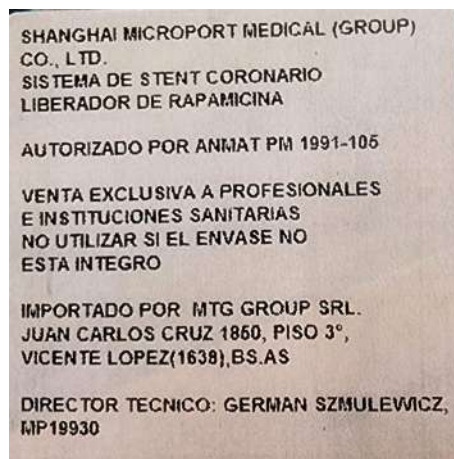 SHANGHAI MICROPORT MEDICAL (GROUP)
CO., LTD.
SISTEMA DE STENT CORONARIO
LIBERADOR DE RAPAMICINA
AUTORIZADO POR ANMAT PM 1991-105
VENTA EXCLUSIVA A PROFESIONALES
E INSTITUCIONES SANITARIAS
NO UTILIZAR SI EL ENVASE NO
ESTA INTEGRO
IMPORTADO POR MTG GROUP SRL.
JUAN CARLOS CRUZ 1850, PISO 3°,
VICENTE LOPEZ(1638),BS.AS
DIRECTOR TECNICO: GERMAN SZMULEWICZ,
MP19930